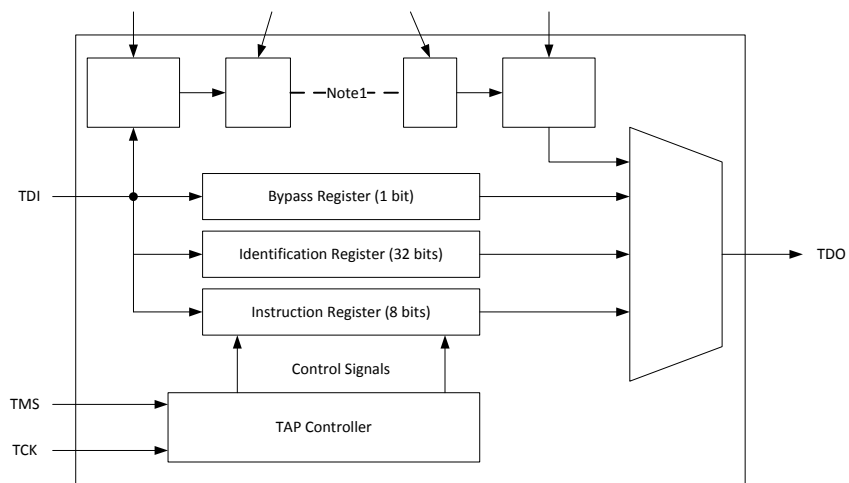 Note1
TDI
Bypass Register (1 bit)
Identification Register (32 bits)
TDO
Instruction Register (8 bits)
Control Signals
TMS
TAP Controller
TCK